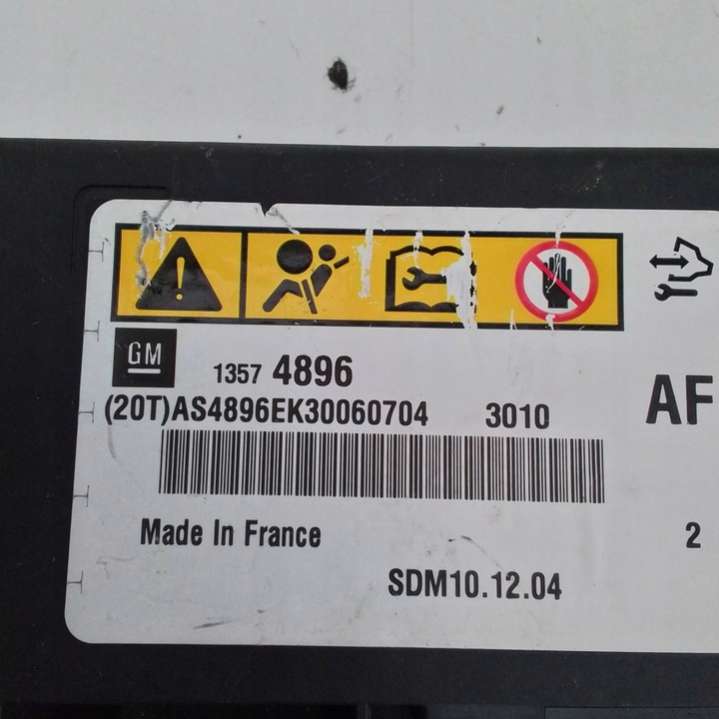 GM 1357 4896
(20T)AS4896EK30060704 3010 AF
Made In France 2
SDM10.12.04